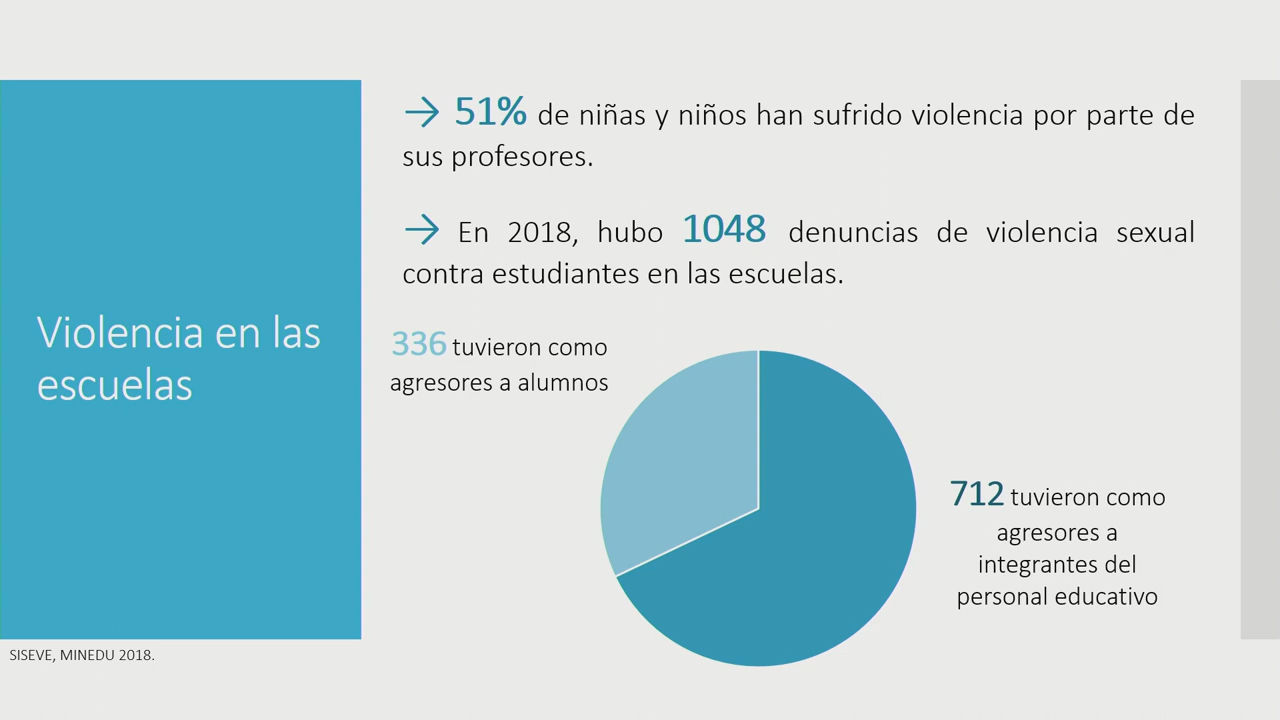 → 51% de niñas y niños han sufrido violencia por parte de
sus profesores.
→ En 2018, hubo 1048 denuncias de violencia sexual
contra estudiantes en las escuelas.
Violencia en las
escuelas
336 tuvieron como
agresores a alumnos
712 tuvieron como
agresores a
integrantes del
personal educativo
SISEVE, MINEDU 2018.